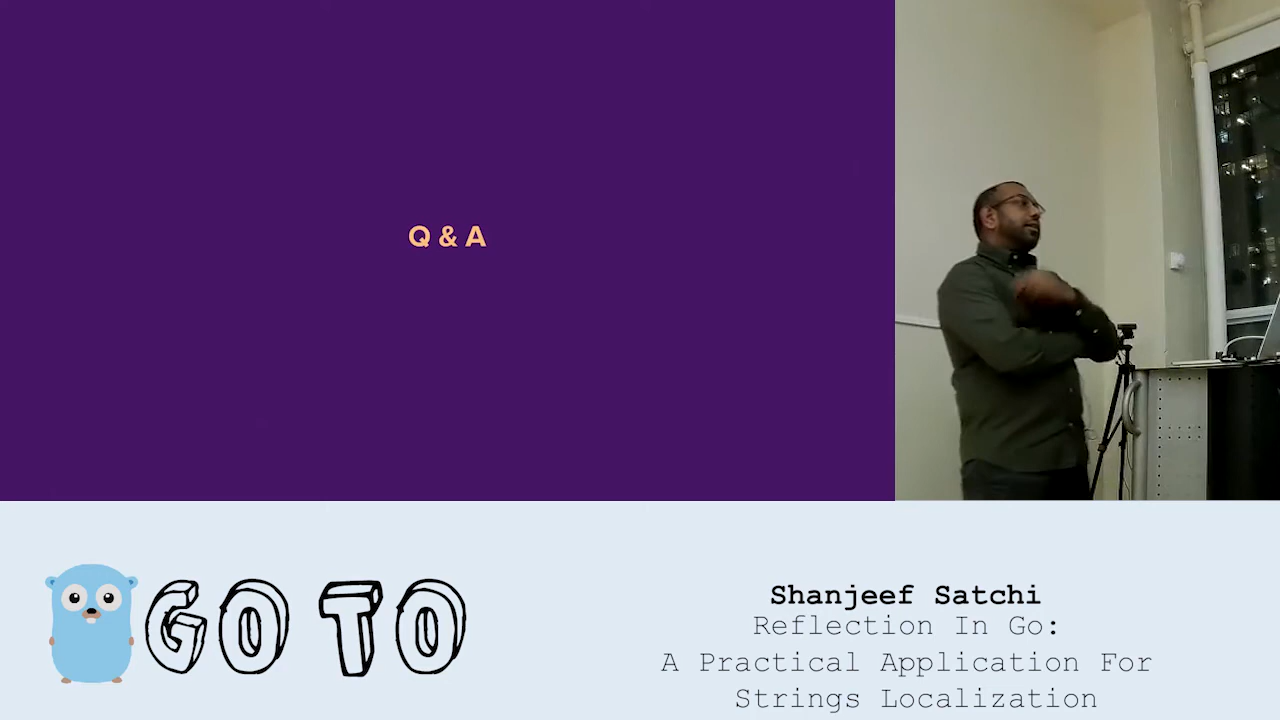 Q & A
GO TO
Shanjeef Satchi
Reflection In Go:
A Practical Application For
Strings Localization